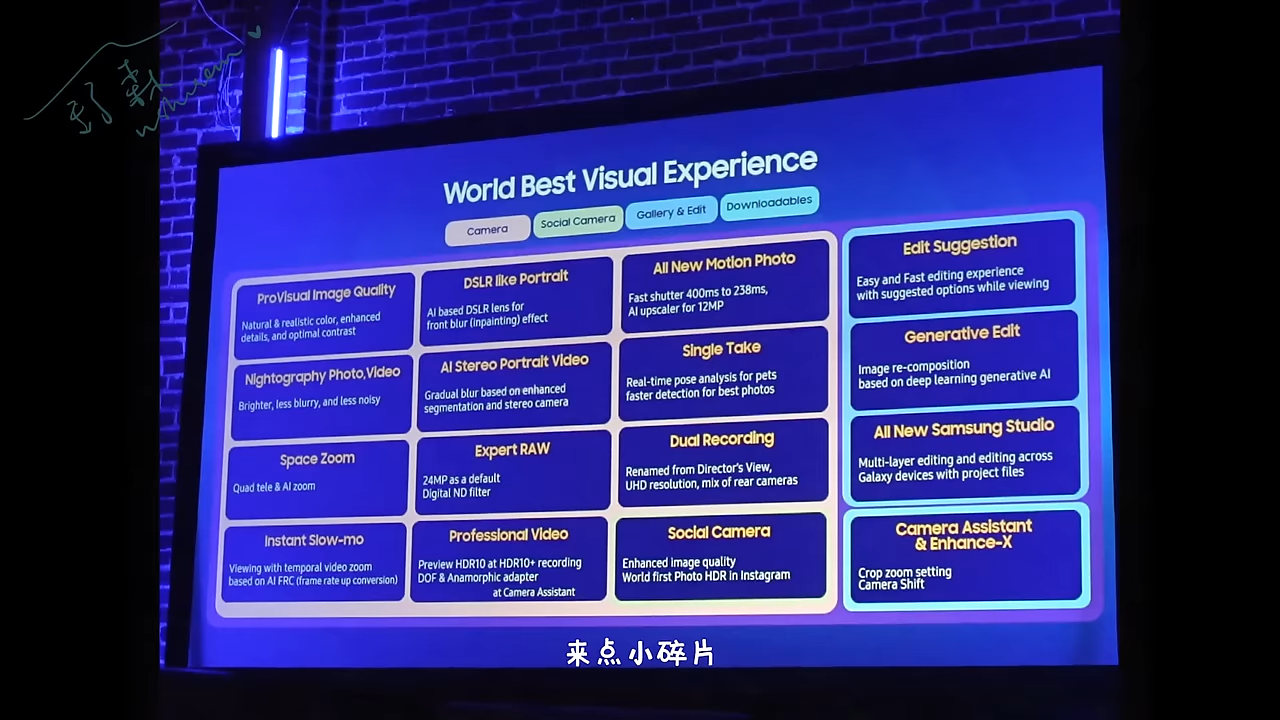 World Best Visual Experience
Camera
Social Camera
Gallery & Edit
Downloadables
ProVisual Image Quality
Natural & realistic color, enhanced
details, and optimal contrast
Nightography Photo,Video
Brighter, less blurry, and less noisy
Space Zoom
Quad tele & AI zoom
Instant Slow-mo
Viewing with temporal video zoom
based on AI FRC (frame rate up conversion)
DSLR like Portrait
AI based DSLR lens for
front blur (inpainting) effect
AI Stereo Portrait Video
Gradual blur based on enhanced
segmentation and stereo camera
Expert RAW
24MP as a default
Digital ND filter
Professional Video
Preview HDR10 at HDR10+ recording
DOF & Anamorphic adapter
at Camera Assistant
All New Motion Photo
Fast shutter 400ms to 238ms,
AI upscaler for 12MP
Single Take
Real-time pose analysis for pets
faster detection for best photos
Dual Recording
Renamed from Director's View,
UHD resolution, mix of rear cameras
Social Camera
Enhanced image quality
World first Photo HDR in Instagram
Edit Suggestion
Easy and Fast editing experience
with suggested options while viewing
Generative Edit
Image re-composition
based on deep learning generative AI
All New Samsung Studio
Multi-layer editing and editing across
Galaxy devices with project files
Camera Assistant
& Enhance-X
Crop zoom setting
Camera Shift
来点小碎片